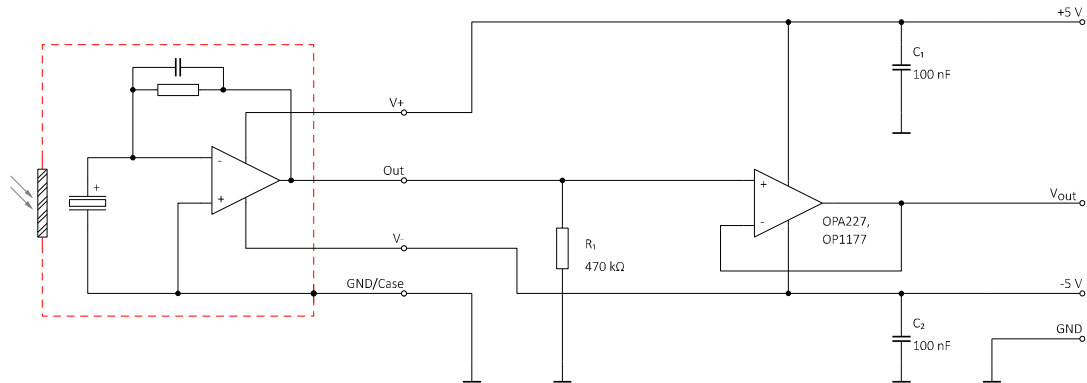 +5 V
C₁
100 nF
V+
Out
+
-
+
+
-
OPA227,
OP1177
Vout
R₁
470 kΩ
V-
GND/Case
-5 V
C₂
100 nF
GND